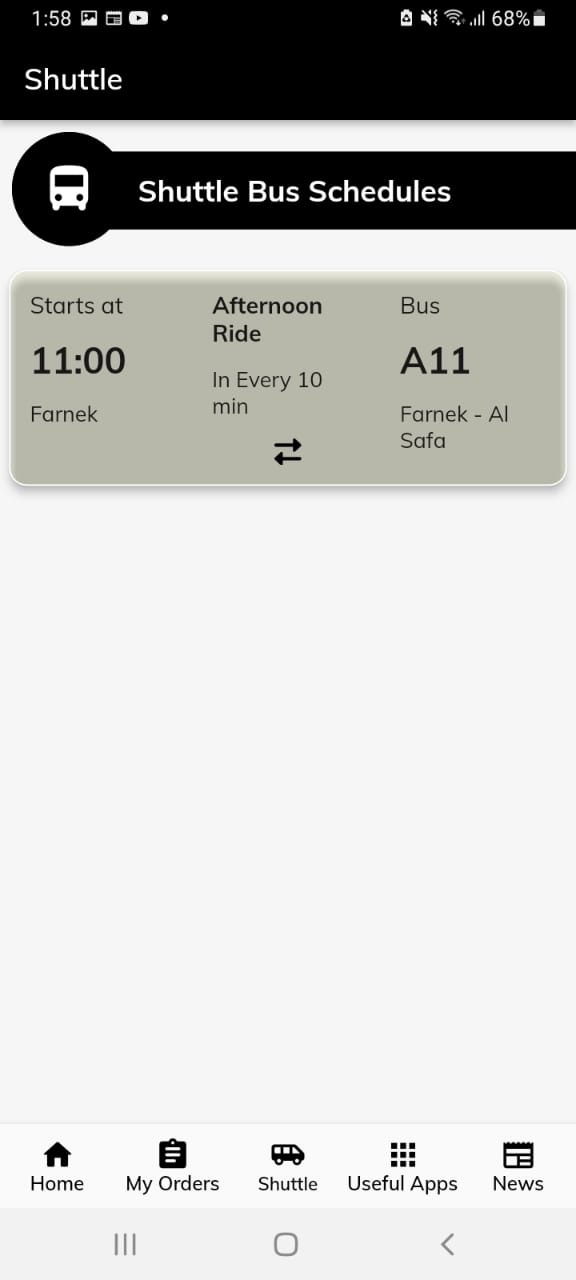 1:58
68%
Shuttle
Shuttle Bus Schedules
Starts at
11:00
Farnek
Afternoon
Ride
In Every 10
min
Bus
A11
Farnek - Al
Safa
Home
My Orders
Shuttle
Useful Apps
News